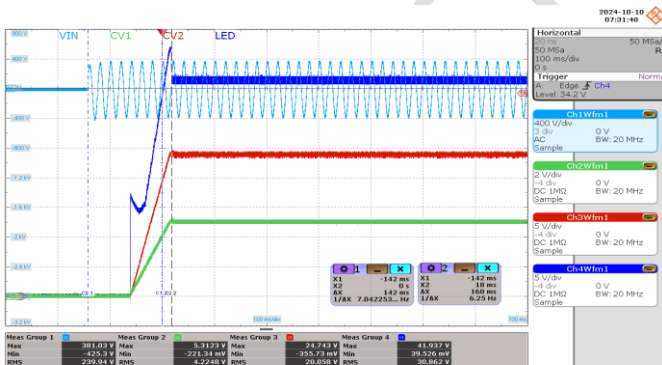 2024-10-10
07:31:40
VIN CV1 CV2 LED
800 V
400 V
-400 V
-800 V
-1.2 kV
-1.6 kV
-2 kV
-2.4 kV
100 ms/div
Horizontal
20 ns 50 MSa/
50 MSa R
100 ms/div
0 s
Trigger Norma
A: Edge Ch4
Level: 34.2 V
Ch1Wfm1
400 V/div
3 div 0 V
AC BW: 20 MHz
Sample
Ch2Wfm1
2 V/div
-4 div 0 V
DC 1MΩ BW: 20 MHz
Sample
Ch3Wfm1
5 V/div
-4 div 0 V
DC 1MΩ BW: 20 MHz
Sample
Ch4Wfm1
5 V/div
-4 div 0 V
DC 1MΩ BW: 20 MHz
Sample
1
X1 -142 ms
X2 0 s
ΔX 142 ms
1/ΔX 7.042253... Hz
2
X1 -142 ms
X2 18 ms
ΔX 160 ms
1/ΔX 6.25 Hz
Meas Group 1 Meas Group 2 Meas Group 3 Meas Group 4
Max 381.03 V Max 5.3123 V Max 24.743 V Max 41.937 V
Min -425.3 V Min -221.34 mV Min -355.73 mV Min 39.526 mV
RMS 239.94 V RMS 4.2248 V RMS 20.858 V RMS 30.862 V